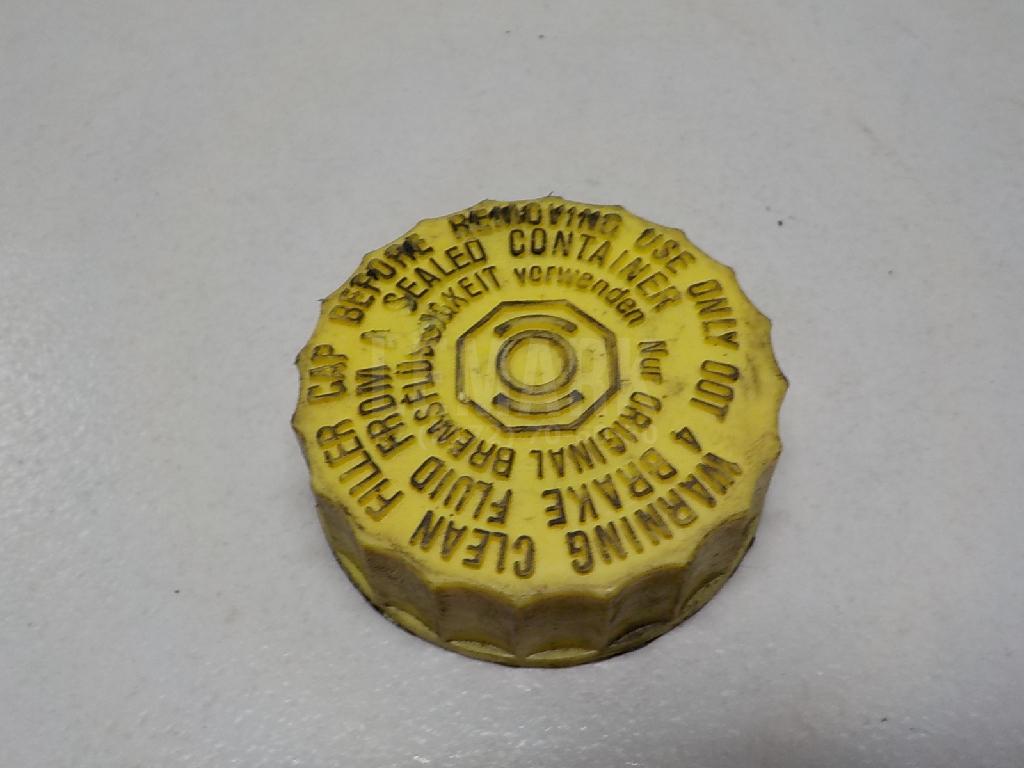 WARNING CLEAN FILLER CAP BEFORE REMOVING USE ONLY DOT 4
BRAKE FLUID FROM A SEALED CONTAINER
Nur ORIGINAL BREMSFLÜSSIGKEIT verwenden